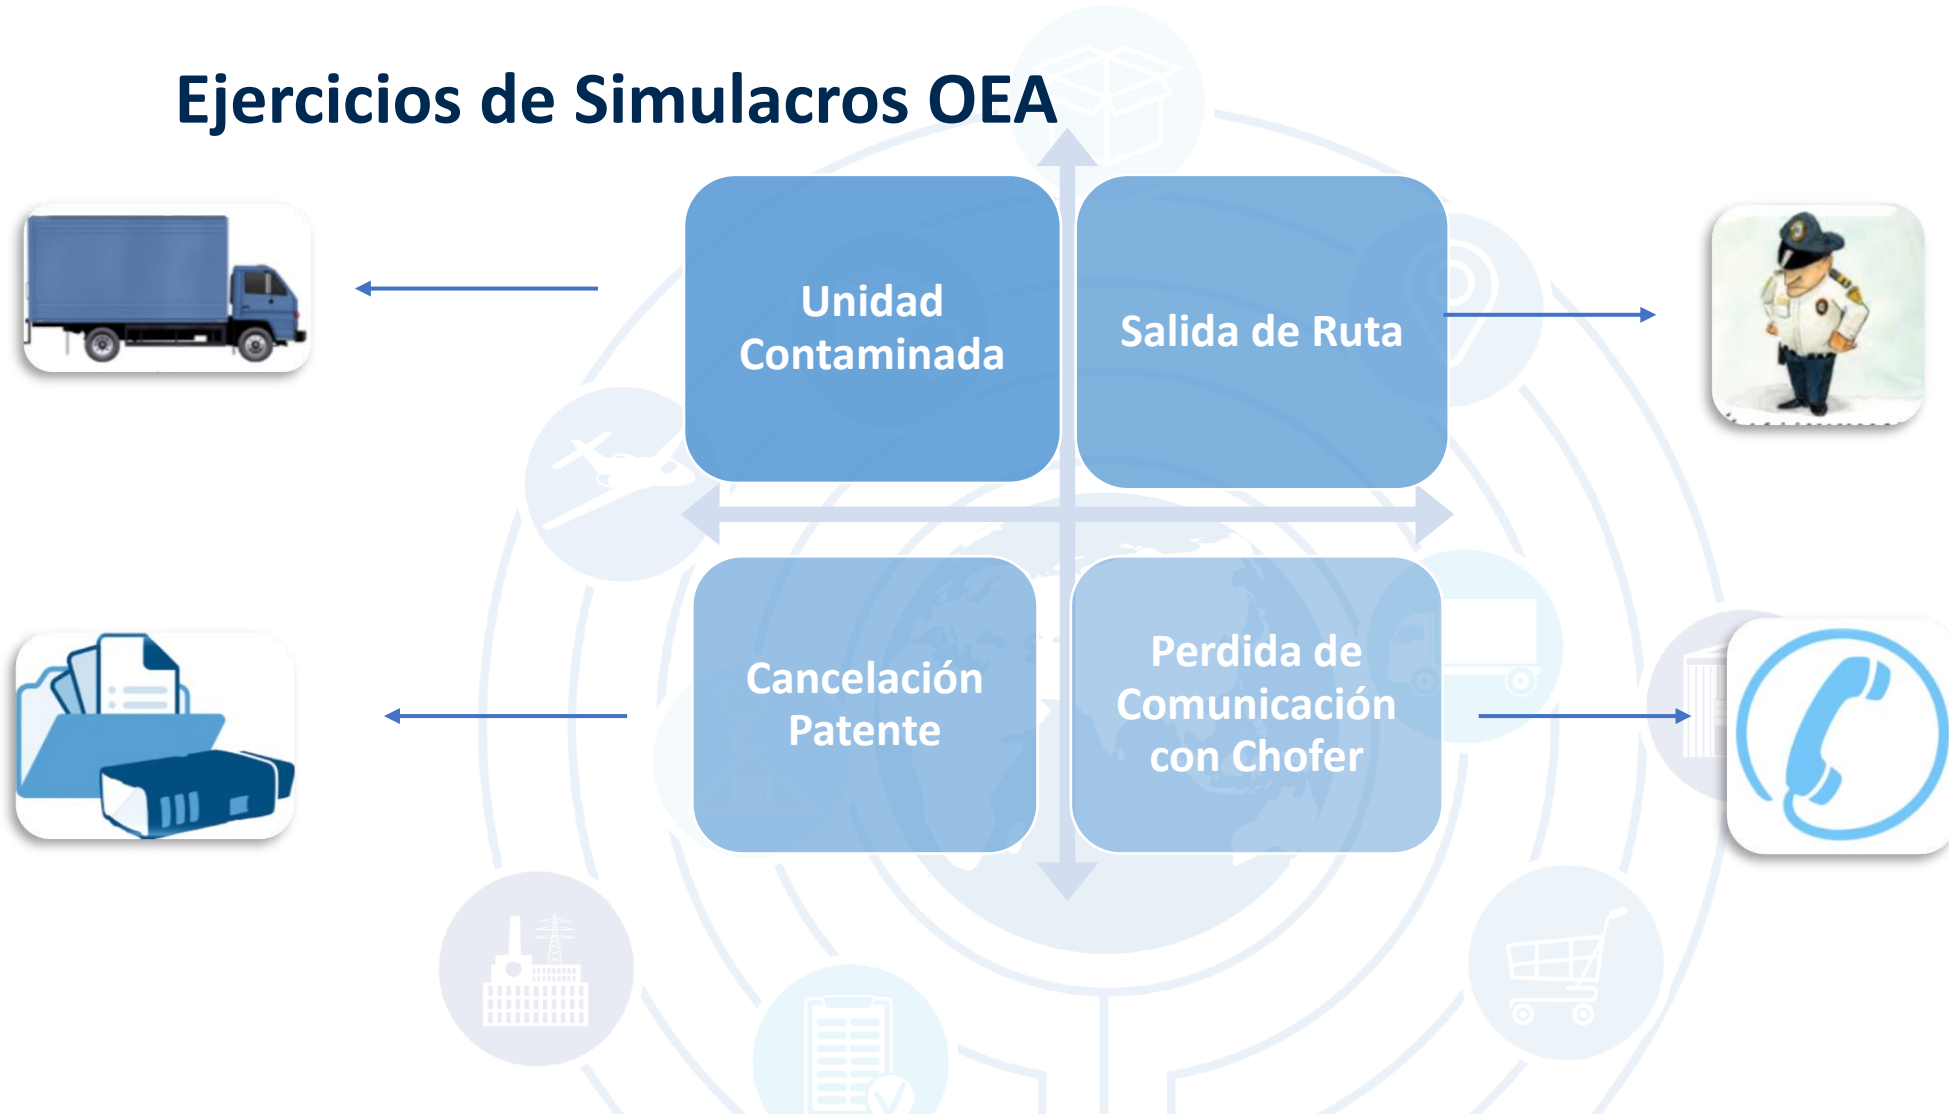 Ejercicios de Simulacros OEA
Unidad
Contaminada
Salida de Ruta
Cancelación
Patente
Perdida de
Comunicación
con Chofer